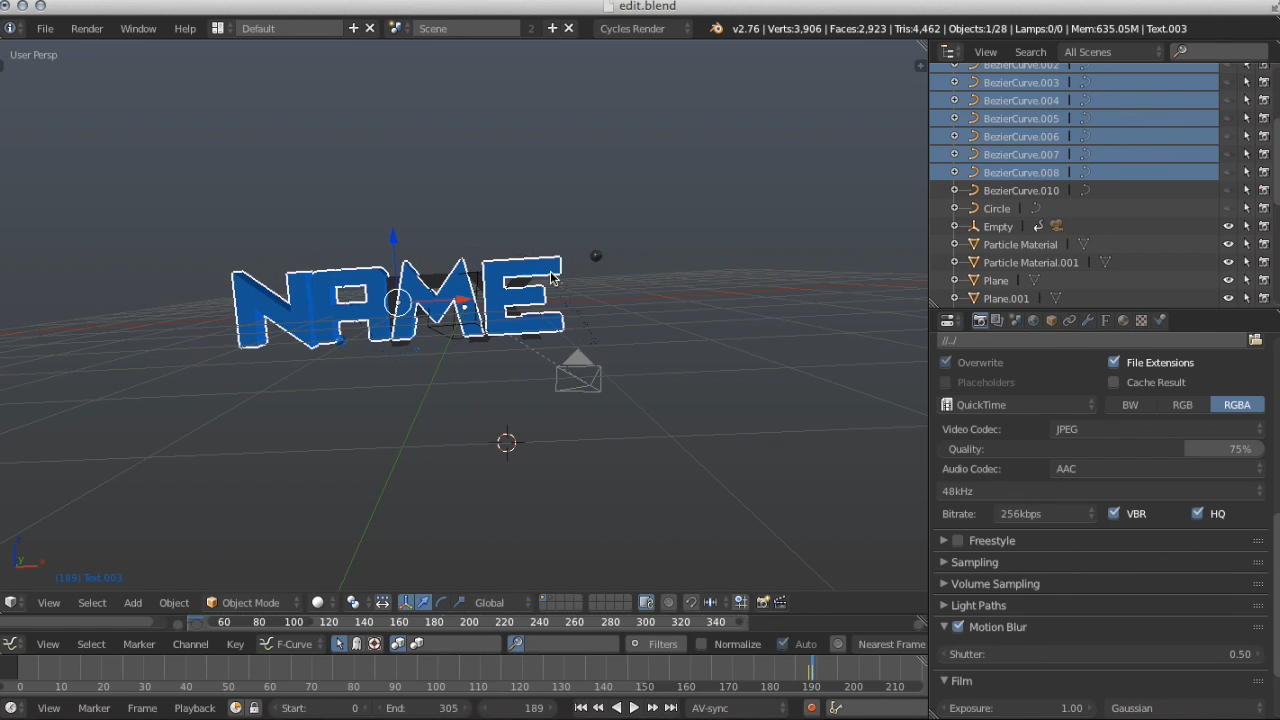 edit.blend
File Render Window Help Default Scene 2 Cycles Render v2.76 | Verts:3,906 | Faces:2,923 | Tris:4,462 | Objects:1/28 | Lamps:0/0 | Mem:635.05M | Text.003
User Persp
View Search All Scenes
BezierCurve.002
BezierCurve.003
BezierCurve.004
BezierCurve.005
BezierCurve.006
BezierCurve.007
BezierCurve.008
BezierCurve.010
Circle
Empty
Particle Material
Particle Material.001
Plane
Plane.001
NAME
//../
Overwrite File Extensions
Placeholders Cache Result
QuickTime BW RGB RGBA
Video Codec: JPEG
Quality: 75%
Audio Codec: AAC
48kHz
Bitrate: 256kbps VBR HQ
Freestyle
Sampling
Volume Sampling
Light Paths
Motion Blur
Shutter: 0.50
Film
Exposure: 1.00 Gaussian
z
y x
(189) Text.003
View Select Add Object Object Mode Global
60 80 100 120 140 160 180 200 220 240 260 280 300 320 340
View Select Marker Channel Key F-Curve Filters Normalize Auto Nearest Frame
0 10 20 30 40 50 60 70 80 90 100 110 120 130 140 150 160 170 180 190 200 210
View Marker Frame Playback Start: 0 End: 305 189 AV-sync